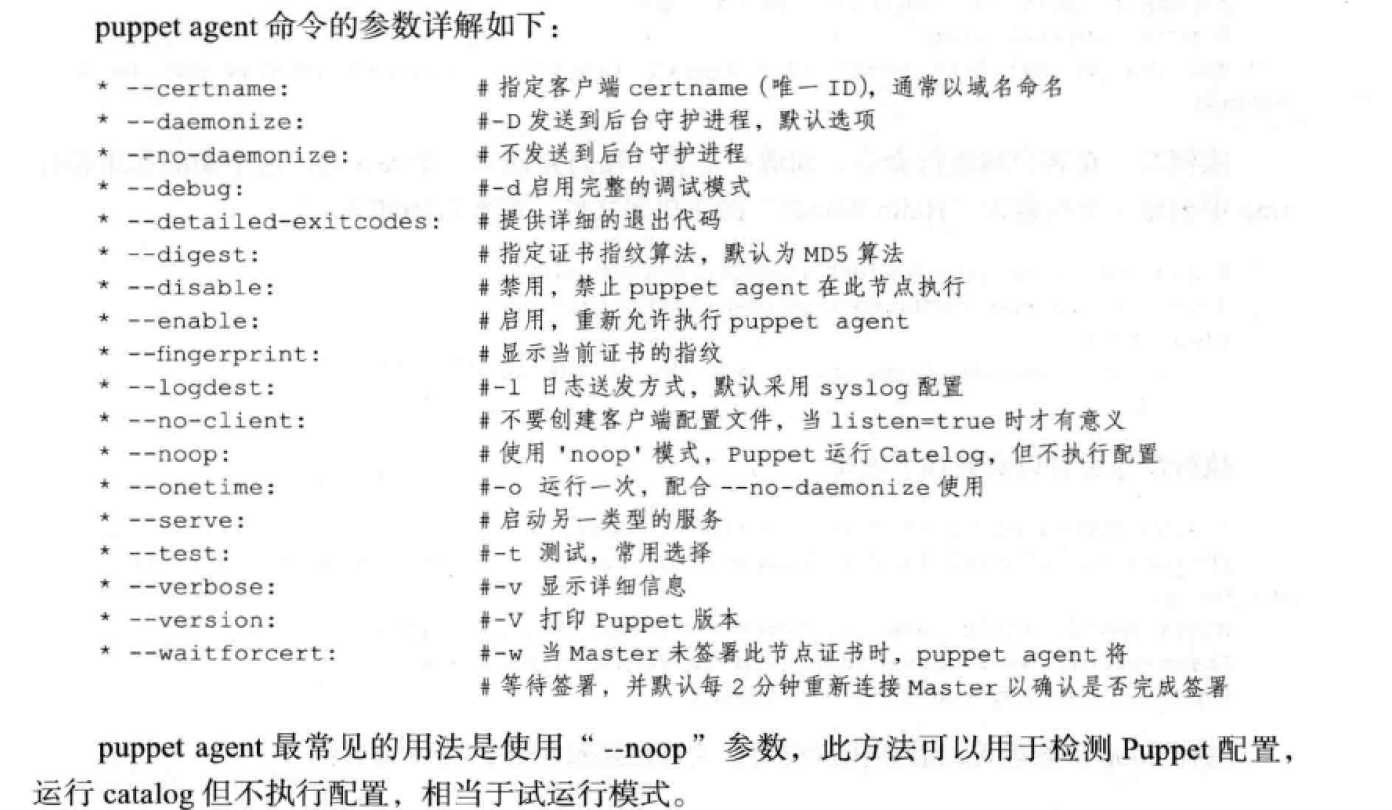 puppet agent 命令的参数详解如下：
* --certname: # 指定客户端 certname（唯一 ID），通常以域名命名
* --daemonize: #-D 发送到后台守护进程，默认选项
* --no-daemonize: # 不发送到后台守护进程
* --debug: #-d 启用完整的调试模式
* --detailed-exitcodes: # 提供详细的退出代码
* --digest: # 指定证书指纹算法，默认为 MD5 算法
* --disable: # 禁用，禁止 puppet agent 在此节点执行
* --enable: # 启用，重新允许执行 puppet agent
* --fingerprint: # 显示当前证书的指纹
* --logdest: #-l 日志送发方式，默认采用 syslog 配置
* --no-client: # 不要创建客户端配置文件，当 listen=true 时才有意义
* --noop: # 使用 'noop' 模式，Puppet 运行 Catelog，但不执行配置
* --onetime: #-o 运行一次，配合 --no-daemonize 使用
* --serve: # 启动另一类型的服务
* --test: #-t 测试，常用选择
* --verbose: #-v 显示详细信息
* --version: #-V 打印 Puppet 版本
* --waitforcert: #-w 当 Master 未签署此节点证书时，puppet agent 将
# 等待签署，并默认每 2 分钟重新连接 Master 以确认是否完成签署
puppet agent 最常见的用法是使用“ --noop”参数，此方法可以用于检测 Puppet 配置，
运行 catalog 但不执行配置，相当于试运行模式。